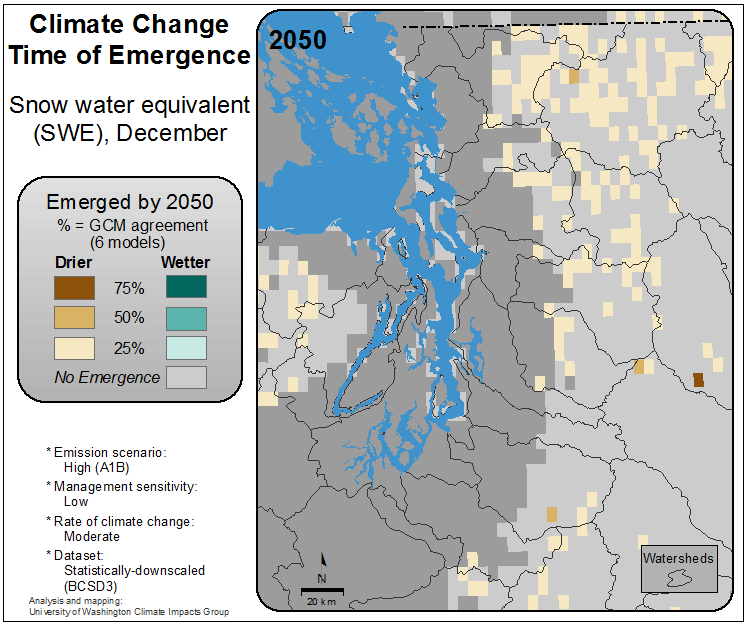 Climate Change
Time of Emergence
Snow water equivalent
(SWE), December
Emerged by 2050
% = GCM agreement
(6 models)
Drier Wetter
75%
50%
25%
No Emergence
* Emission scenario:
High (A1B)
* Management sensitivity:
Low
* Rate of climate change:
Moderate
* Dataset:
Statistically-downscaled
(BCSD3)
Analysis and mapping:
University of Washington Climate Impacts Group
2050
N
20 km
Watersheds